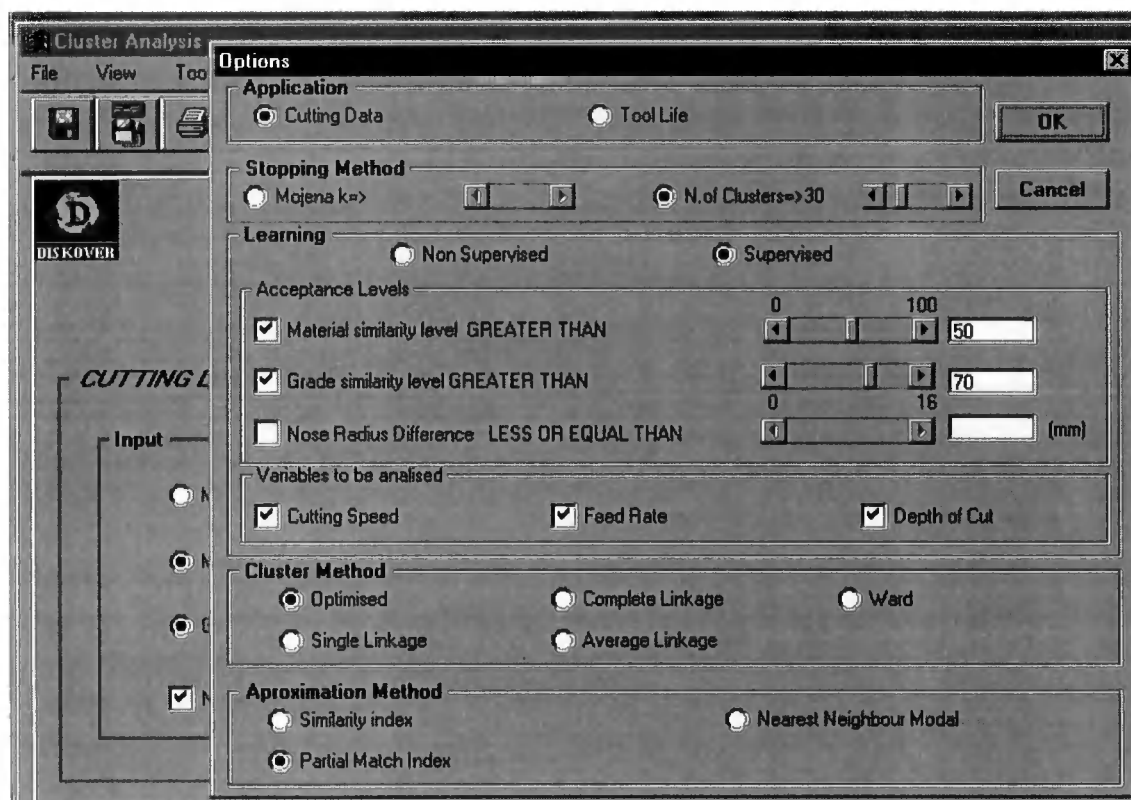 Cluster Analysis
File View Too
Options
Application
Cutting Data Tool Life
OK
Stopping Method
Mojena k=> N.of Clusters=>30
Cancel
D
DISKOVER
Learning
Non Supervised Supervised
Acceptance Levels
0 100
Material similarity level GREATER THAN 50
Grade similarity level GREATER THAN 70
0 16
Nose Radius Difference LESS OR EQUAL THAN (mm)
Variables to be analised
Cutting Speed Feed Rate Depth of Cut
CUTTING
Input
Cluster Method
Optimised Complete Linkage Ward
Single Linkage Average Linkage
Aproximation Method
Similarity index Nearest Neighbour Modal
Partial Match Index